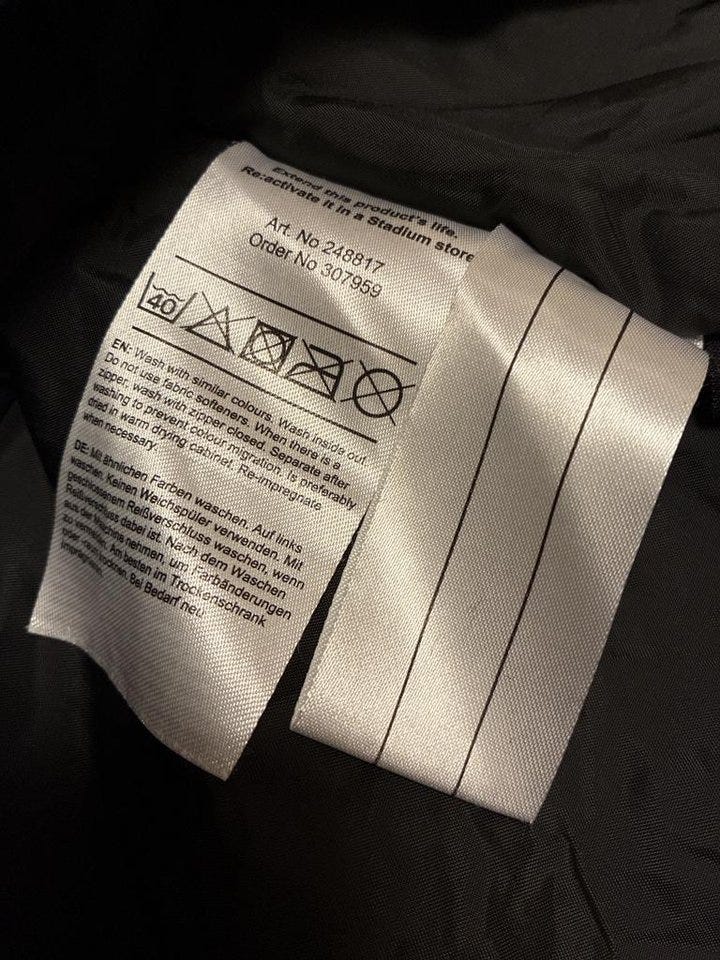 Extend this product's life.
Re:activate it in a Stadium store
Art. No 248817
Order No 307959
40
EN: Wash with similar colours. Wash inside out.
Do not use fabric softeners. When there is a
zipper, wash with zipper closed. Separate after
washing to prevent colour migration. Is preferably
dried in warm drying cabinet. Re-impregnate
when necessary.
DE: Mit ähnlichen Farben waschen. Auf links
waschen. Keinen Weichspüler verwenden. Mit
geschlossenem Reißverschluss waschen, wenn
Reißverschluss dabei ist. Nach dem Waschen
aus der Maschine nehmen, um Farbänderungen
zu vermeiden. Am besten im Trockenschrank
oder trocknen. Bei Bedarf neu
imprägnieren.